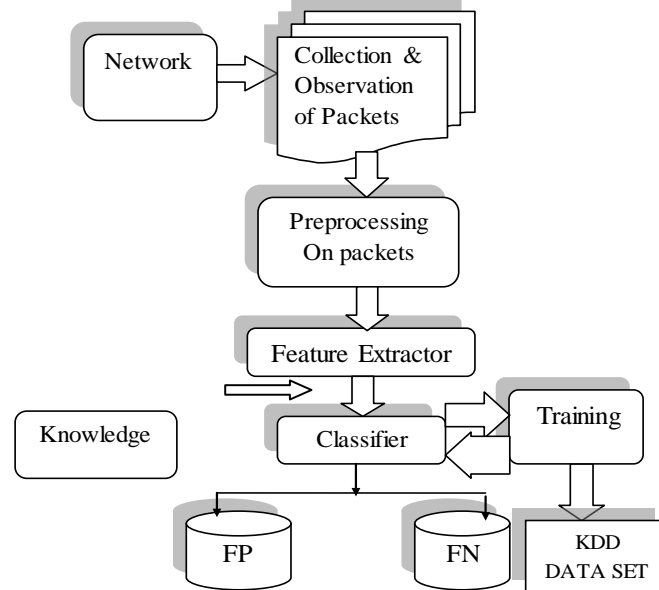 Network
Collection &
Observation
of Packets
Preprocessing
On packets
Feature Extractor
Knowledge
Classifier
Training
FP
FN
KDD
DATA SET